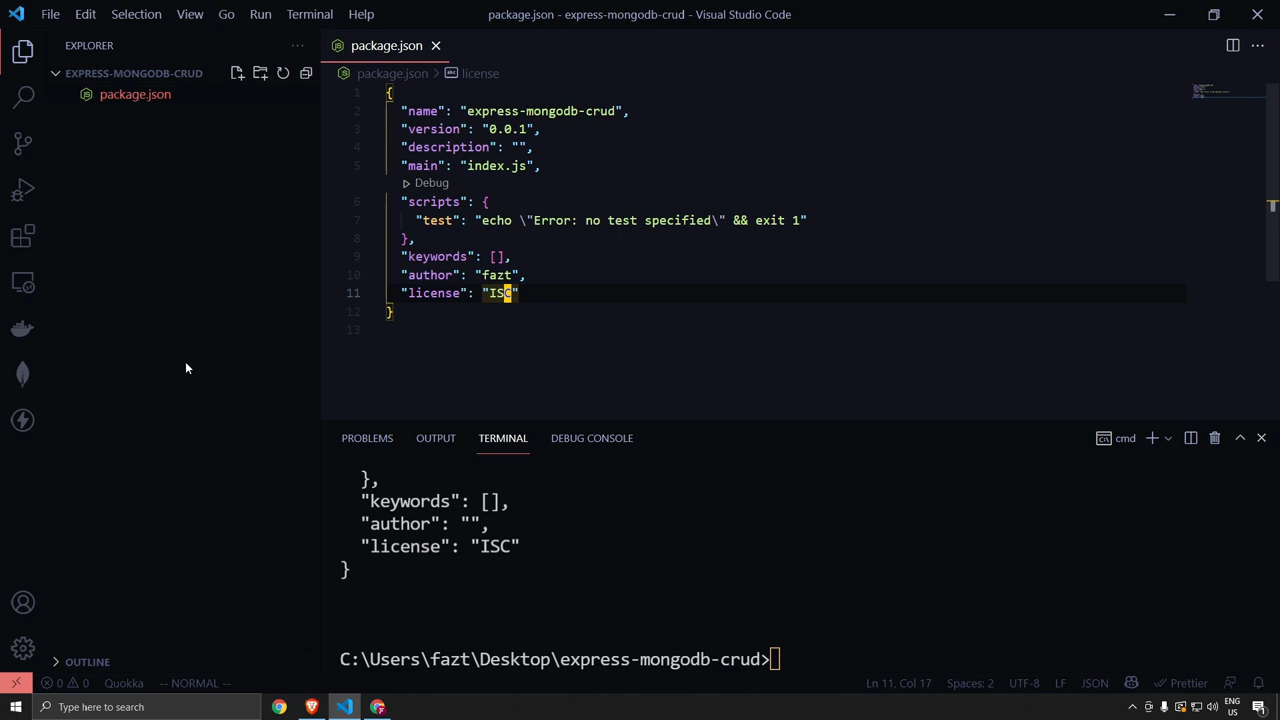 File Edit Selection View Go Run Terminal Help package.json - express-mongodb-crud - Visual Studio Code
EXPLORER
EXPRESS-MONGODB-CRUD
package.json
package.json
package.json > license
1 {
2 "name": "express-mongodb-crud",
3 "version": "0.0.1",
4 "description": "",
5 "main": "index.js",
Debug
6 "scripts": {
7 "test": "echo \"Error: no test specified\" && exit 1"
8 },
9 "keywords": [],
10 "author": "fazt",
11 "license": "ISC"
12 }
13
PROBLEMS OUTPUT TERMINAL DEBUG CONSOLE cmd
},
"keywords": [],
"author": "",
"license": "ISC"
}
C:\Users\fazt\Desktop\express-mongodb-crud>
OUTLINE
0 0 Quokka -- NORMAL -- Ln 11, Col 17 Spaces: 2 UTF-8 LF JSON Prettier
Type here to search ENG
US